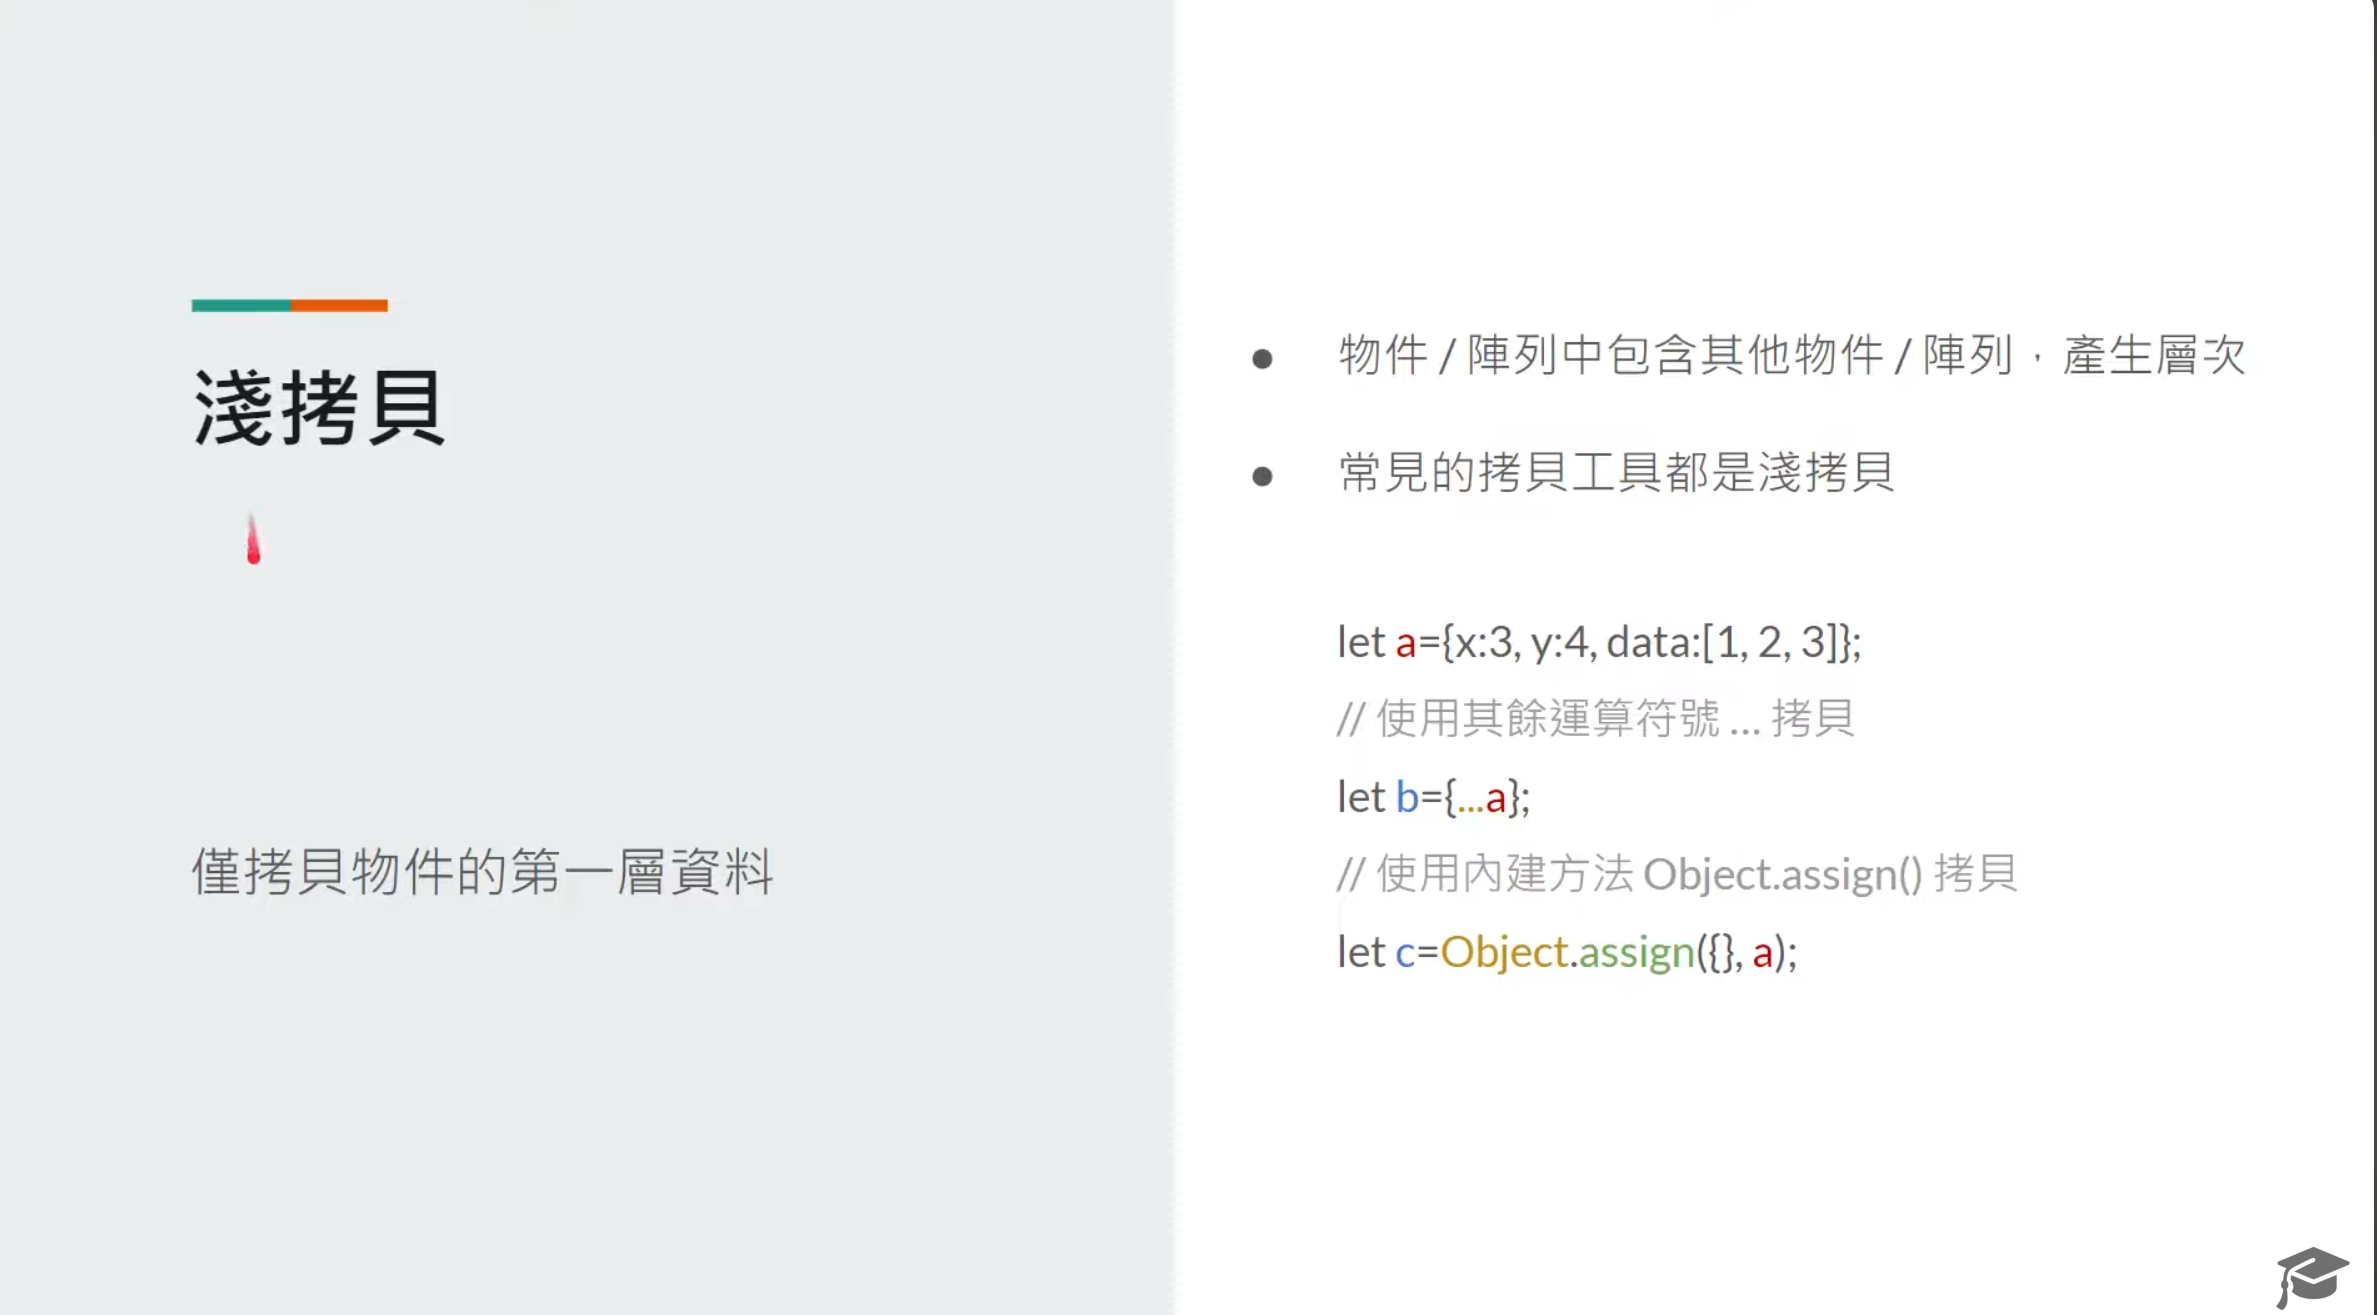 淺拷貝
僅拷貝物件的第一層資料
● 物件 / 陣列中包含其他物件 / 陣列，產生層次
● 常見的拷貝工具都是淺拷貝
let a={x:3, y:4, data:[1, 2, 3]};
// 使用其餘運算符號 ... 拷貝
let b={...a};
// 使用內建方法 Object.assign() 拷貝
let c=Object.assign({}, a);